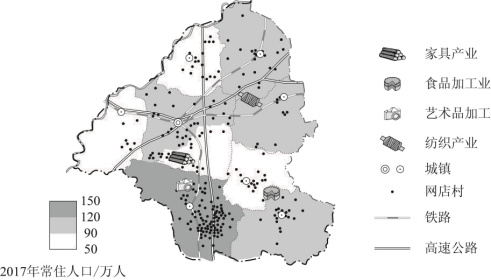 家具产业
食品加工业
艺术品加工
纺织产业
城镇
网店村
铁路
高速公路
150
120
90
50
2017年常住人口/万人